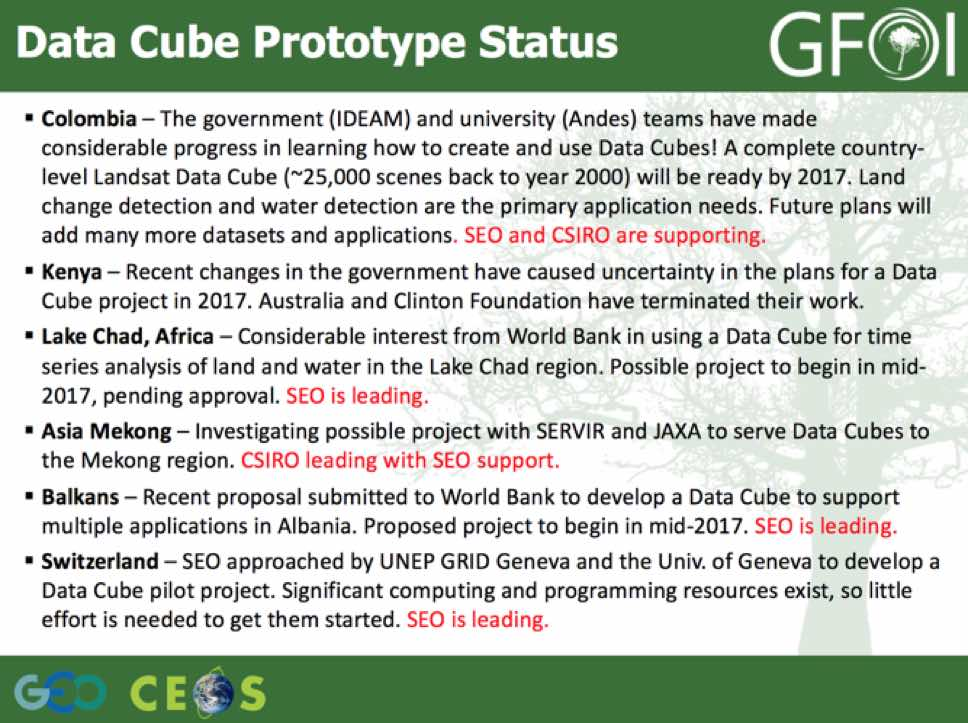 Data Cube Prototype Status
GFOI
▪ Colombia – The government (IDEAM) and university (Andes) teams have made
considerable progress in learning how to create and use Data Cubes! A complete country-
level Landsat Data Cube (~25,000 scenes back to year 2000) will be ready by 2017. Land
change detection and water detection are the primary application needs. Future plans will
add many more datasets and applications. SEO and CSIRO are supporting.
▪ Kenya – Recent changes in the government have caused uncertainty in the plans for a Data
Cube project in 2017. Australia and Clinton Foundation have terminated their work.
▪ Lake Chad, Africa – Considerable interest from World Bank in using a Data Cube for time
series analysis of land and water in the Lake Chad region. Possible project to begin in mid-
2017, pending approval. SEO is leading.
▪ Asia Mekong – Investigating possible project with SERVIR and JAXA to serve Data Cubes to
the Mekong region. CSIRO leading with SEO support.
▪ Balkans – Recent proposal submitted to World Bank to develop a Data Cube to support
multiple applications in Albania. Proposed project to begin in mid-2017. SEO is leading.
▪ Switzerland – SEO approached by UNEP GRID Geneva and the Univ. of Geneva to develop a
Data Cube pilot project. Significant computing and programming resources exist, so little
effort is needed to get them started. SEO is leading.
GEO CEOS